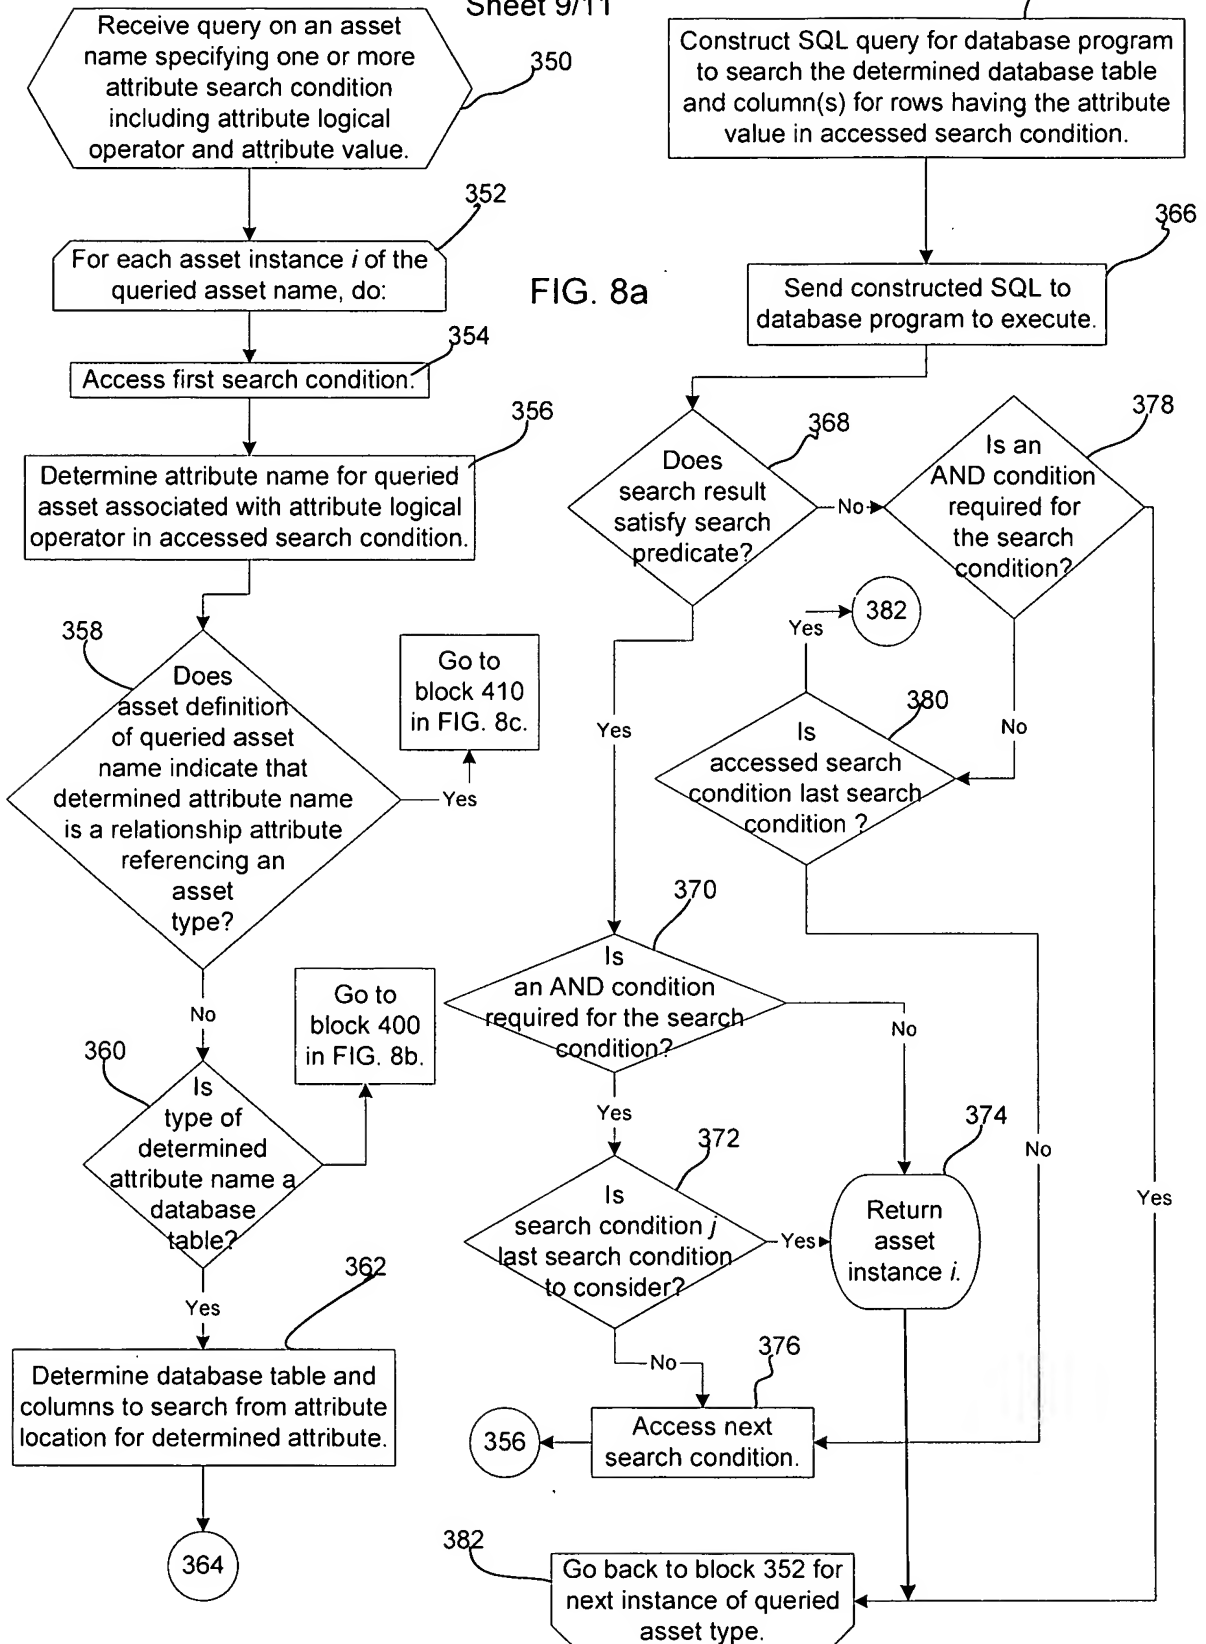 Sheet 9/11
Receive query on an asset
name specifying one or more
attribute search condition
including attribute logical
operator and attribute value.
350
352
For each asset instance i of the
queried asset name, do:
354
Access first search condition.
356
Determine attribute name for queried
asset associated with attribute logical
operator in accessed search condition.
358
Does
asset definition
of queried asset
name indicate that
determined attribute name
is a relationship attribute
referencing an
asset
type?
Yes
Go to
block 410
in FIG. 8c.
No
360
Is
type of
determined
attribute name a
database
table?
Go to
block 400
in FIG. 8b.
Yes
362
Determine database table and
columns to search from attribute
location for determined attribute.
364
FIG. 8a
Construct SQL query for database program
to search the determined database table
and column(s) for rows having the attribute
value in accessed search condition.
366
Send constructed SQL to
database program to execute.
368
Does
search result
satisfy search
predicate?
No
378
Is an
AND condition
required for
the search
condition?
382
Yes
No
380
Is
accessed search
condition last search
condition ?
Yes
370
Is
an AND condition
required for the search
condition?
No
Yes
372
Is
search condition j
last search condition
to consider?
Yes
374
Return
asset
instance i.
No
Yes
No
376
Access next
search condition.
356
382
Go back to block 352 for
next instance of queried
asset type.